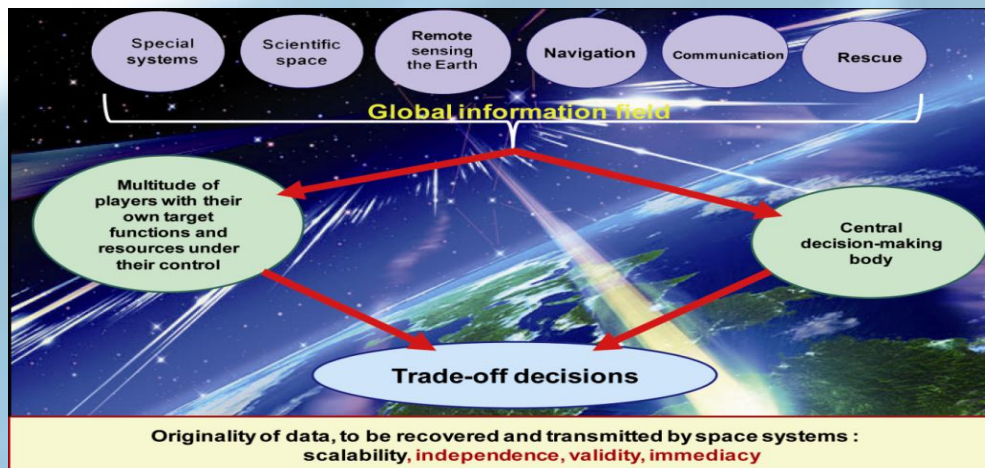 Special
systems
Scientific
space
Remote
sensing
the Earth
Navigation
Communication
Rescue
Global information field
Multitude of
players with their
own target
functions and
resources under
their control
Central
decision-making
body
Trade-off decisions
Originality of data, to be recovered and transmitted by space systems :
scalability, independence, validity, immediacy